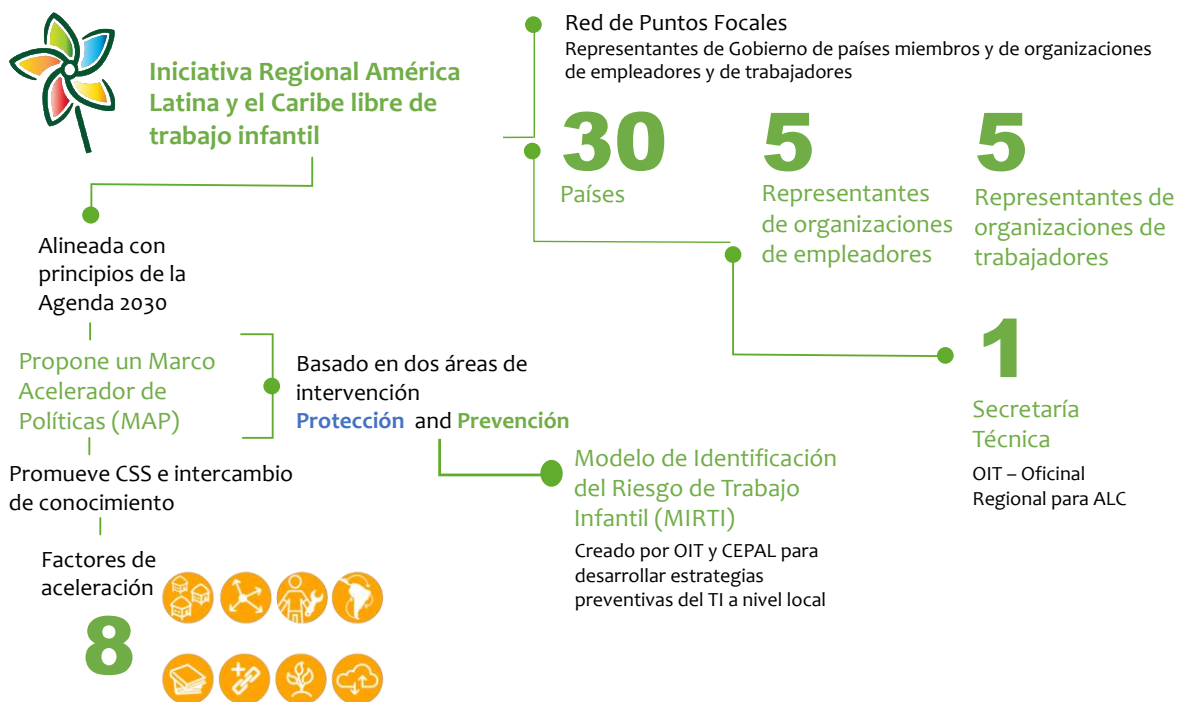 Iniciativa Regional América
Latina y el Caribe libre de
trabajo infantil
Red de Puntos Focales
Representantes de Gobierno de países miembros y de organizaciones
de empleadores y de trabajadores
30
Países
5
Representantes
de organizaciones
de empleadores
5
Representantes de
organizaciones de
trabajadores
1
Secretaría
Técnica
OIT – Oficinal
Regional para ALC
Alineada con
principios de la
Agenda 2030
Propone un Marco
Acelerador de
Políticas (MAP)
Basado en dos áreas de
intervención
Protección and Prevención
Modelo de Identificación
del Riesgo de Trabajo
Infantil (MIRTI)
Creado por OIT y CEPAL para
desarrollar estrategias
preventivas del TI a nivel local
Promueve CSS e intercambio
de conocimiento
Factores de
aceleración
8